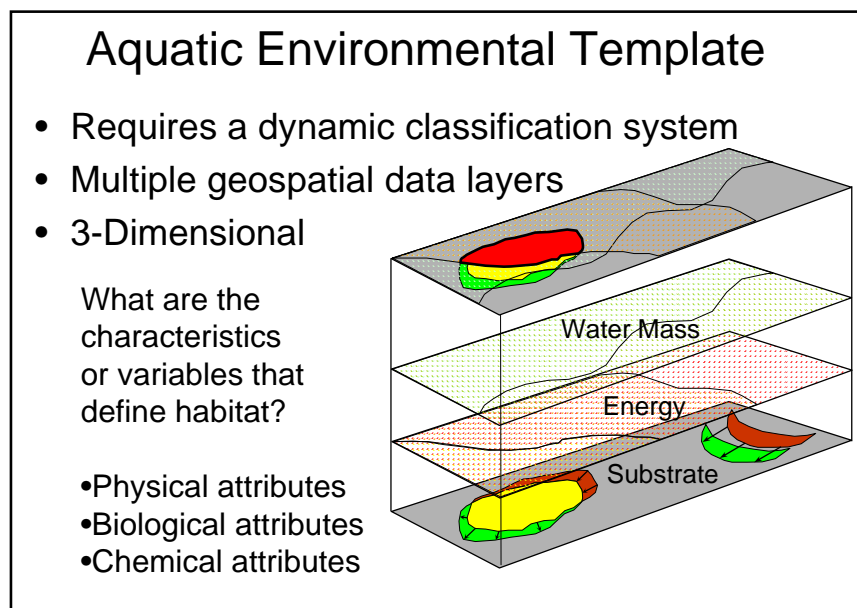 Aquatic Environmental Template
• Requires a dynamic classification system
• Multiple geospatial data layers
• 3-Dimensional
What are the
characteristics
or variables that
define habitat?
•Physical attributes
•Biological attributes
•Chemical attributes
Water Mass
Energy
Substrate